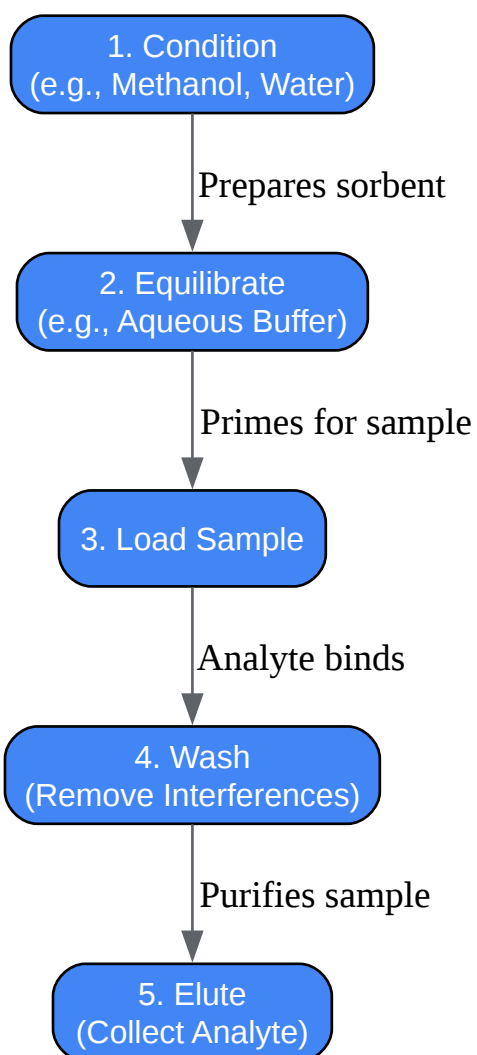 1. Condition
(e.g., Methanol, Water)
Prepares sorbent
2. Equilibrate
(e.g., Aqueous Buffer)
Primes for sample
3. Load Sample
Analyte binds
4. Wash
(Remove Interferences)
Purifies sample
5. Elute
(Collect Analyte)